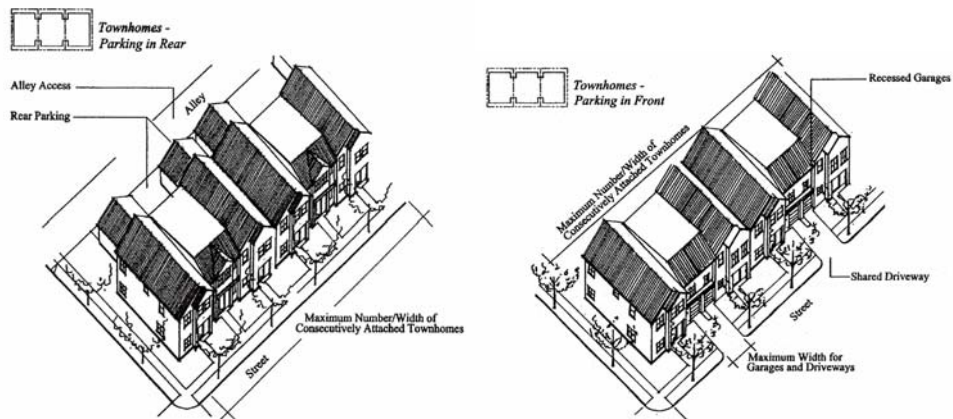 Townhomes -
Parking in Rear
Alley Access
Rear Parking
Alley
Maximum Number/Width of
Consecutively Attached Townhomes
Street
Townhomes -
Parking in Front
Recessed Garages
Maximum Number/Width of
Consecutively Attached Townhomes
Shared Driveway
Street
Maximum Width for
Garages and Driveways